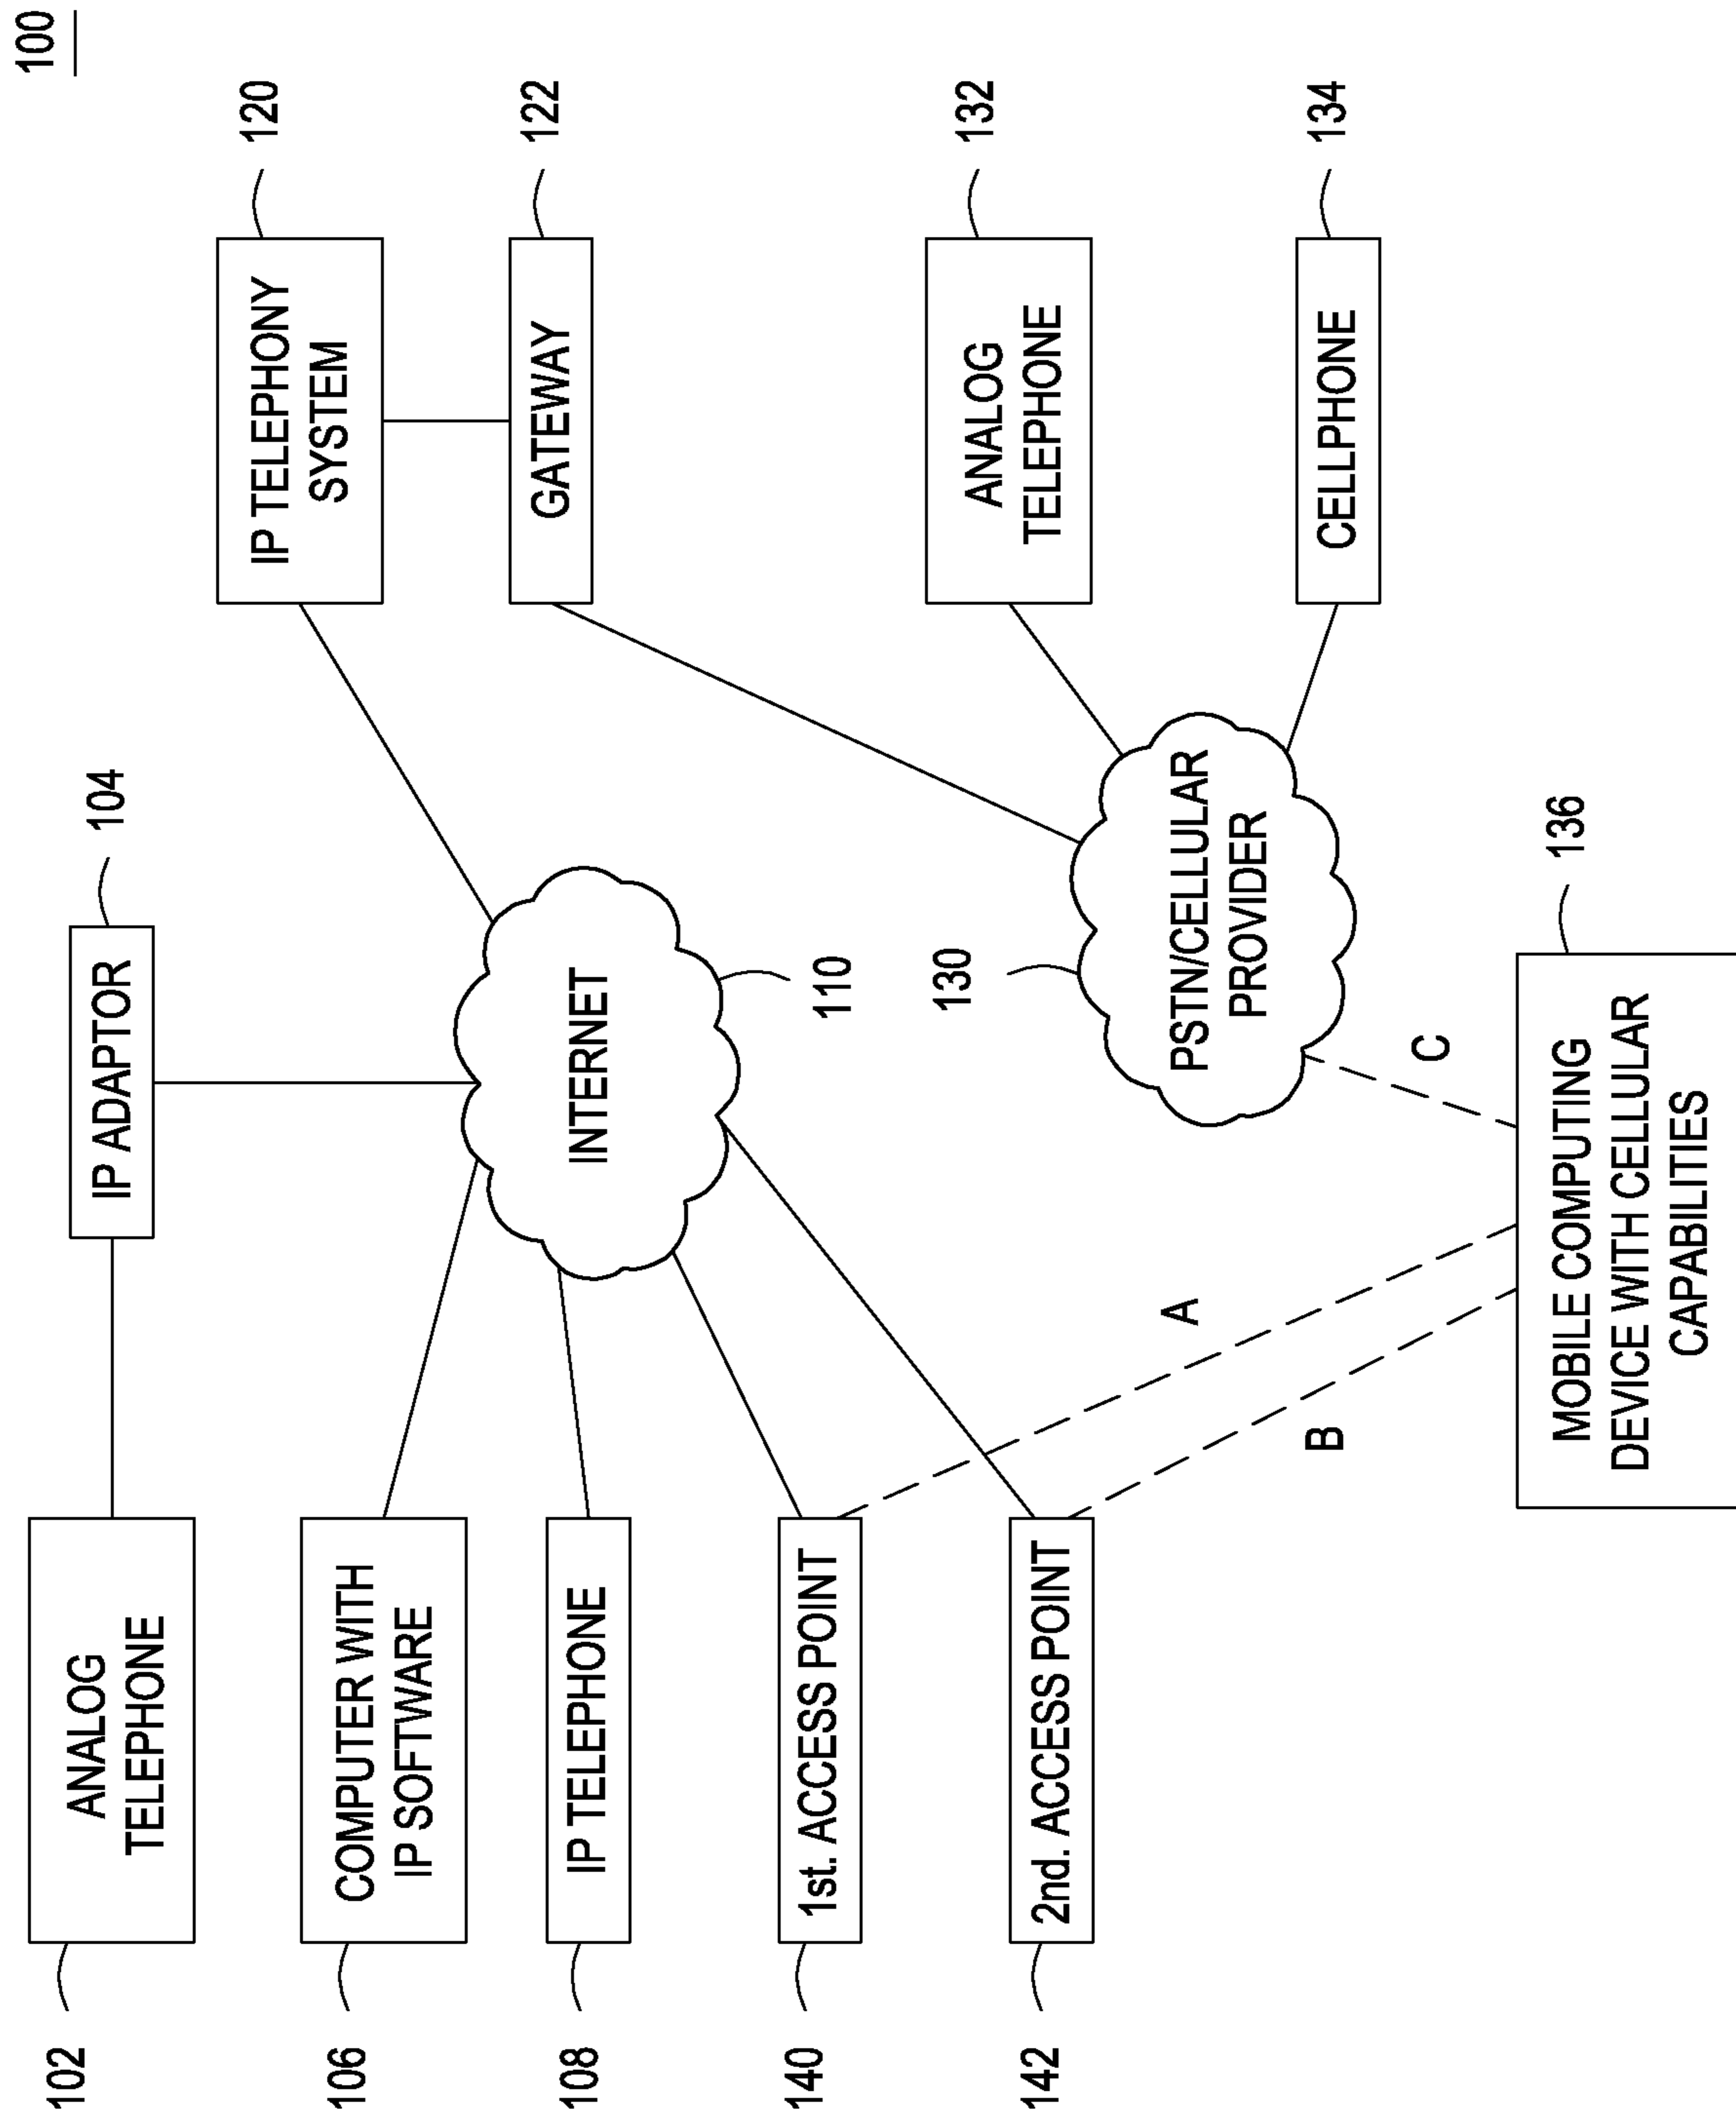 100
102
ANALOG
TELEPHONE
IP ADAPTOR
104
IP TELEPHONY
SYSTEM
120
106
COMPUTER WITH
IP SOFTWARE
INTERNET
110
GATEWAY
122
108
IP TELEPHONE
140
1st. ACCESS POINT
142
2nd. ACCESS POINT
130
PSTN/CELLULAR
PROVIDER
ANALOG
TELEPHONE
132
CELLPHONE
134
A
B
C
MOBILE COMPUTING
DEVICE WITH CELLULAR
CAPABILITIES
136